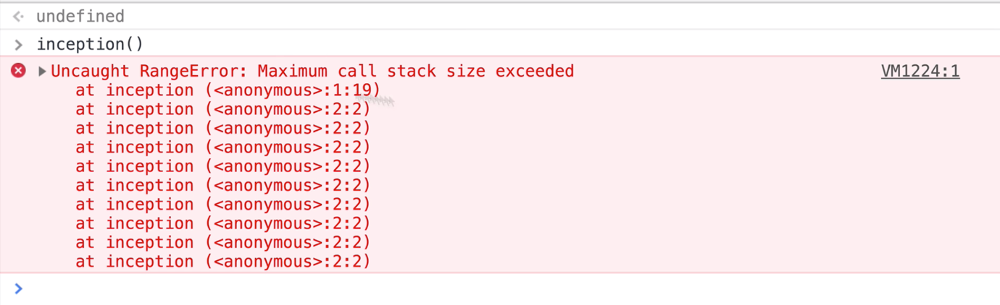 undefined
inception()
Uncaught RangeError: Maximum call stack size exceeded VM1224:1
at inception (<anonymous>:1:19)
at inception (<anonymous>:2:2)
at inception (<anonymous>:2:2)
at inception (<anonymous>:2:2)
at inception (<anonymous>:2:2)
at inception (<anonymous>:2:2)
at inception (<anonymous>:2:2)
at inception (<anonymous>:2:2)
at inception (<anonymous>:2:2)
at inception (<anonymous>:2:2)